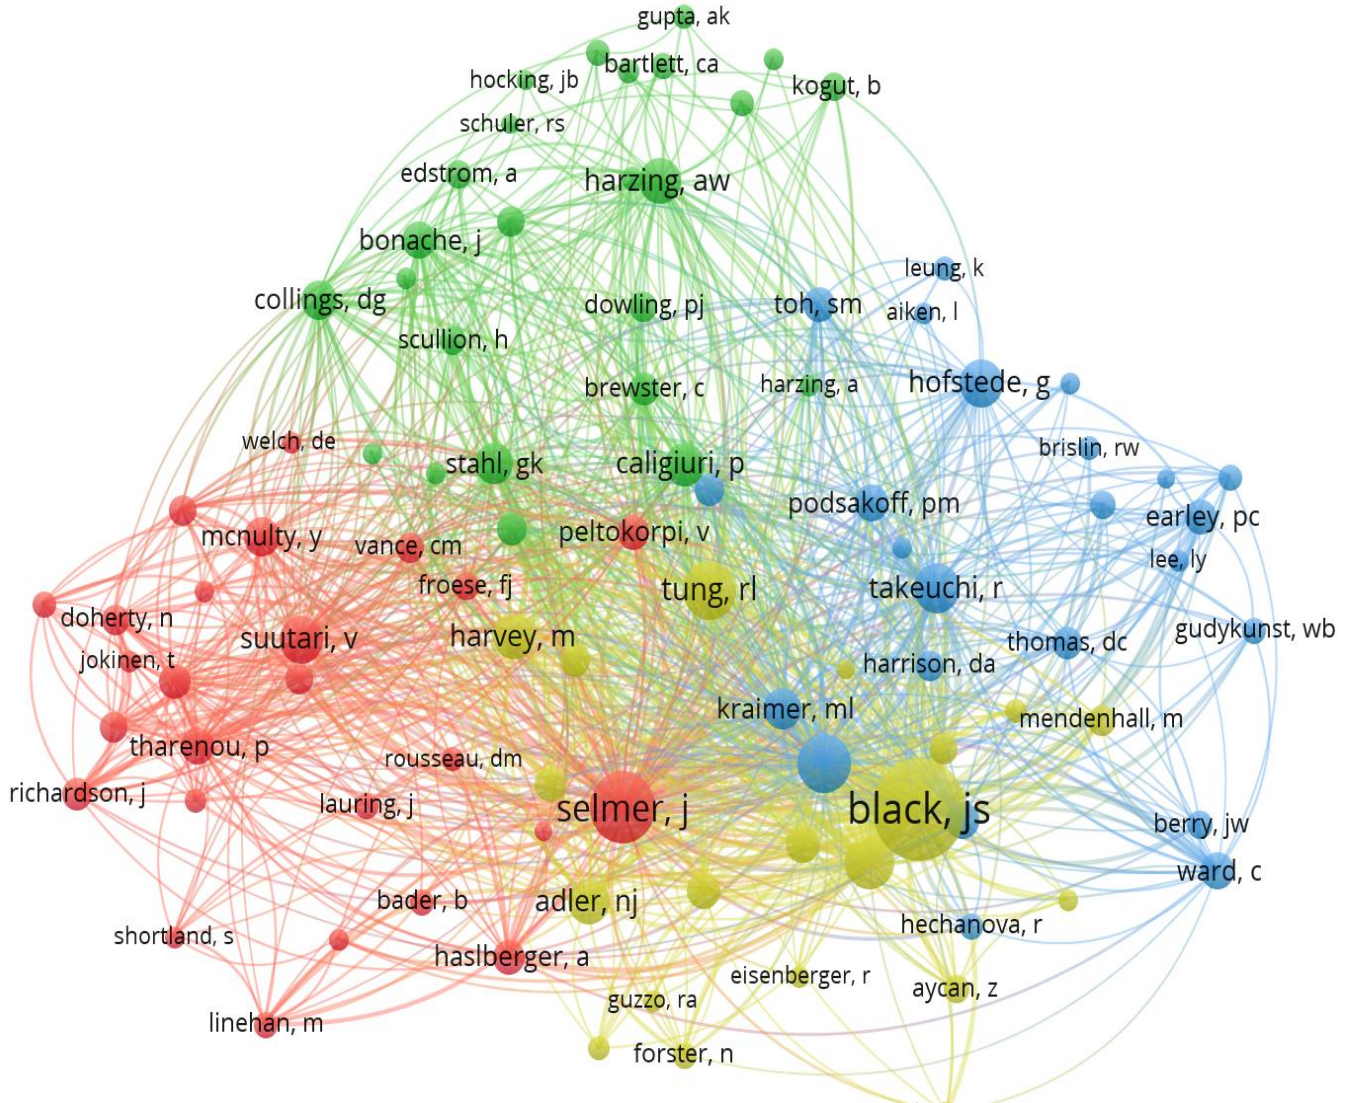 gupta, ak
bartlett, ca
hocking, jb
kogut, b
schuler, rs
edstrom, a
harzing, aw
bonache, j
leung, k
collings, dg
dowling, pj
toh, sm
aiken, l
scullion, h
brewster, c
harzing, a
hofstede, g
welch, de
brislin, rw
stahl, gk
caligiuri, p
podsakoff, pm
earley, pc
mcnulty, y
vance, cm
peltokorpi, v
lee, ly
froese, fj
tung, rl
takeuchi, r
doherty, n
suutari, v
harvey, m
thomas, dc
gudykunst, wb
jokinen, t
harrison, da
kraimer, ml
mendenhall, m
tharenou, p
rousseau, dm
richardson, j
lauring, j
selmer, j
black, js
berry, jw
ward, c
bader, b
adler, nj
hechanova, r
shortland, s
haslberger, a
eisenberger, r
aycan, z
guzzo, ra
linehan, m
forster, n